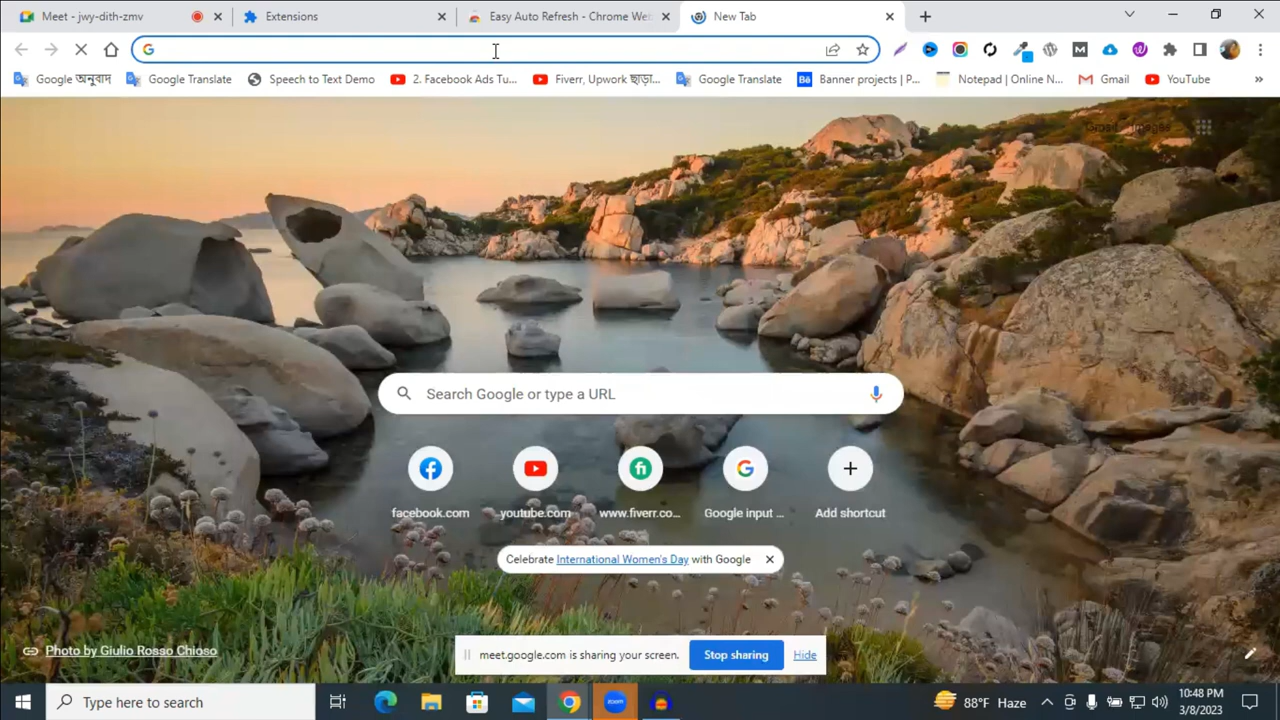 Meet - jwy-dith-zmv
Extensions
Easy Auto Refresh - Chrome Web
New Tab
Google অনুবাদ
Google Translate
Speech to Text Demo
2. Facebook Ads Tu...
Fiverr, Upwork ছাড়া...
Google Translate
Banner projects | P...
Notepad | Online N...
Gmail
YouTube
»
Gmail Images
Search Google or type a URL
facebook.com
youtube.com
www.fiverr.co...
Google input ...
Add shortcut
Celebrate International Women's Day with Google
Photo by Giulio Rosso Chioso
meet.google.com is sharing your screen.
Stop sharing
Hide
Type here to search
zoom
88°F Haze
10:48 PM
3/8/2023